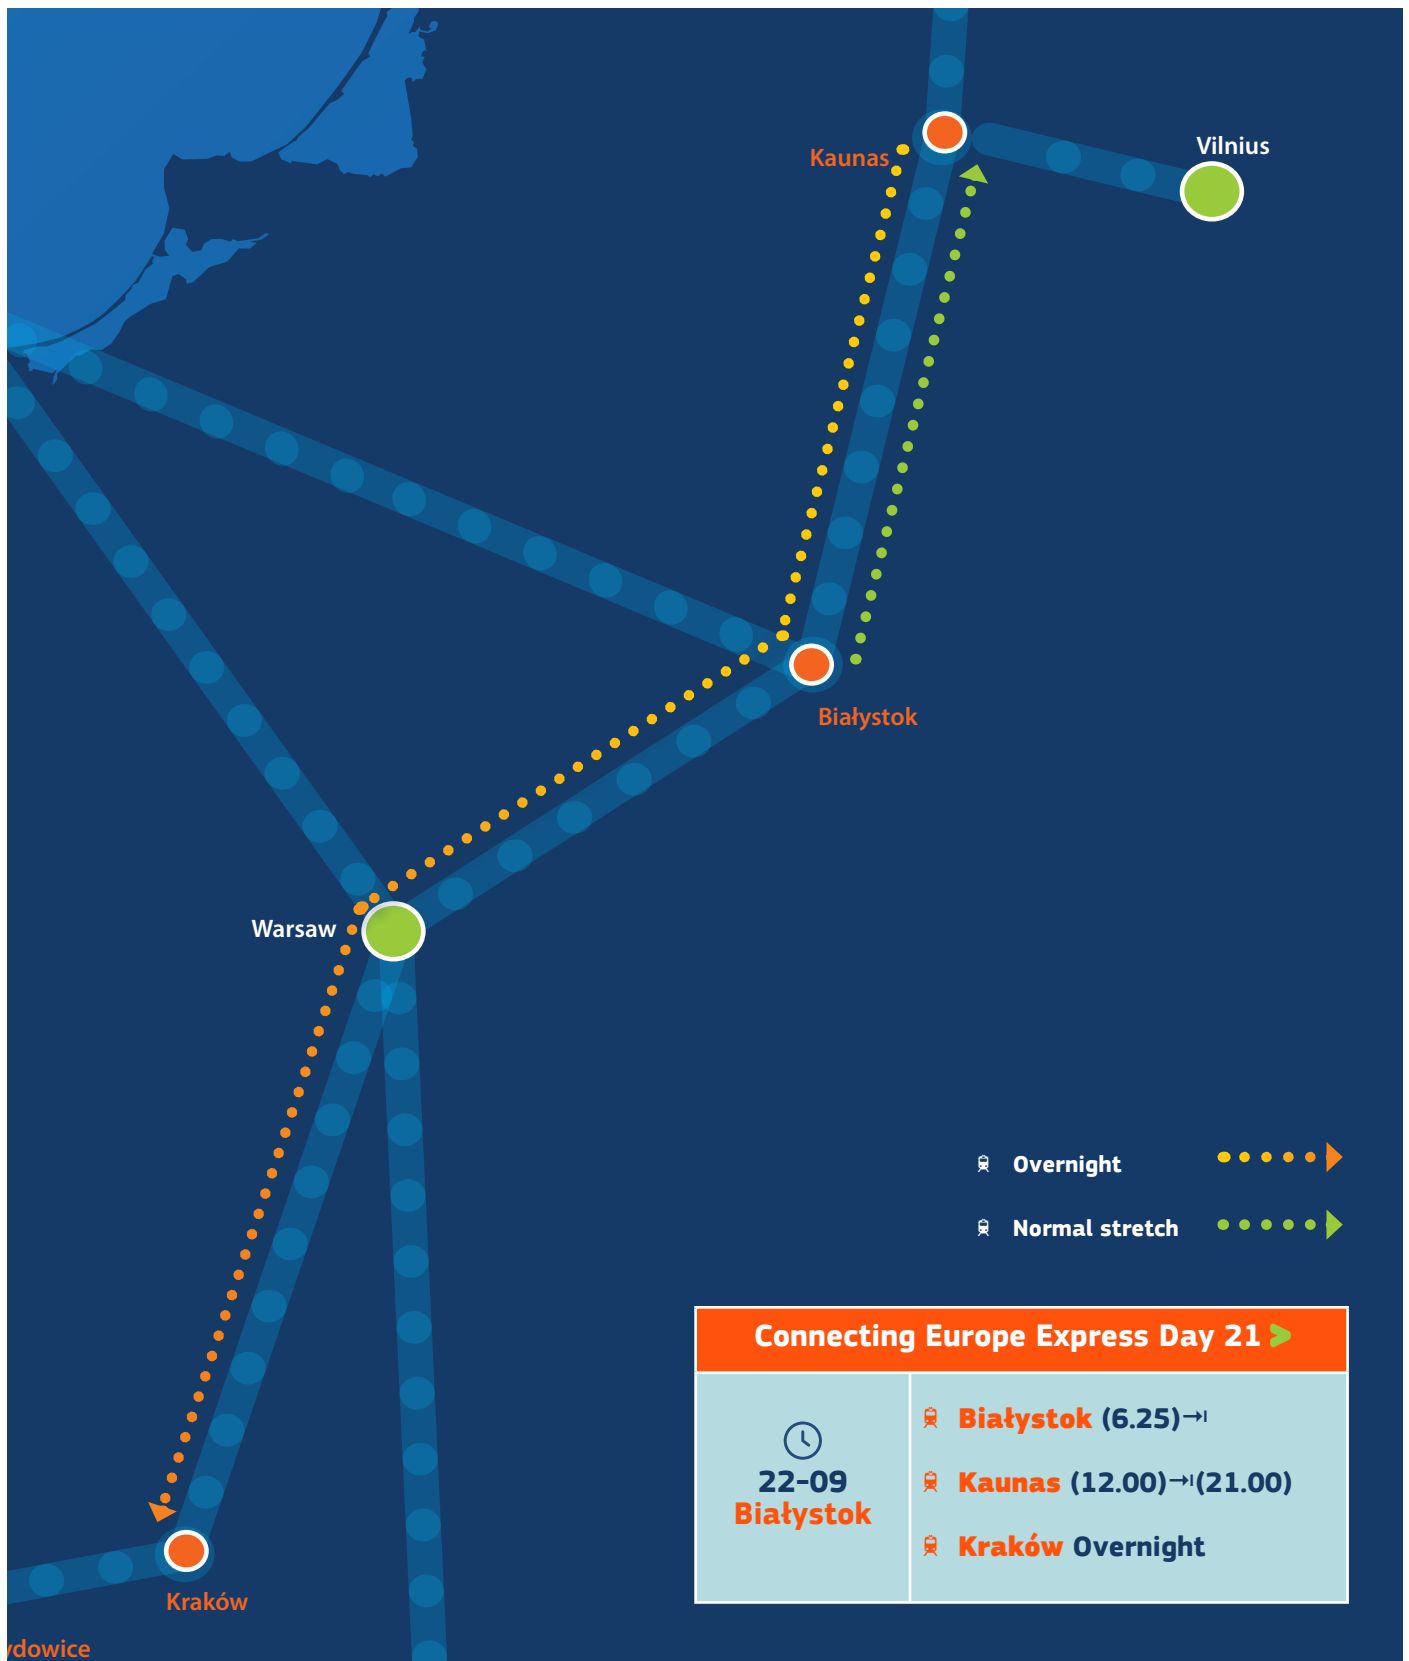 Vilnius
Kaunas
Białystok
Warsaw
Overnight
Normal stretch
Connecting Europe Express Day 21 >
22-09
Białystok
Białystok (6.25)→|
Kaunas (12.00)→|(21.00)
Kraków Overnight
Kraków
ydowice